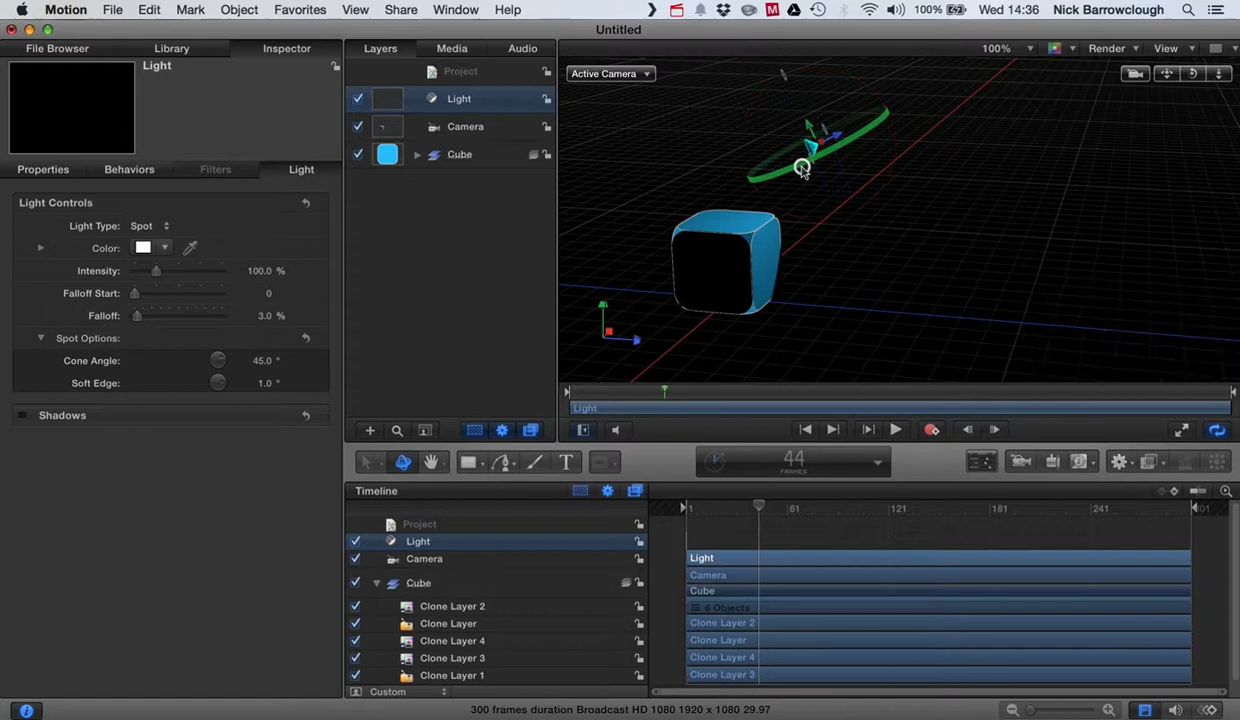 Motion File Edit Mark Object Favorites View Share Window Help 100% Wed 14:36 Nick Barrowclough
Untitled
File Browser Library Inspector Layers Media Audio 100% Render View
Light
Project
Active Camera
Light
Camera
Cube
Properties Behaviors Filters Light
Light Controls
Light Type: Spot
Color:
Intensity: 100.0 %
Falloff Start: 0
Falloff: 3.0 %
Spot Options:
Cone Angle: 45.0 °
Soft Edge: 1.0 °
Shadows
Light
T
44
FRAMES
Timeline
1 61 121 181 241 301
Project
Light
Camera
Cube
Clone Layer 2
Clone Layer
Clone Layer 4
Clone Layer 3
Clone Layer 1
Light
Camera
Cube
6 Objects
Clone Layer 2
Clone Layer
Clone Layer 4
Clone Layer 3
Custom
300 frames duration Broadcast HD 1080 1920 x 1080 29.97